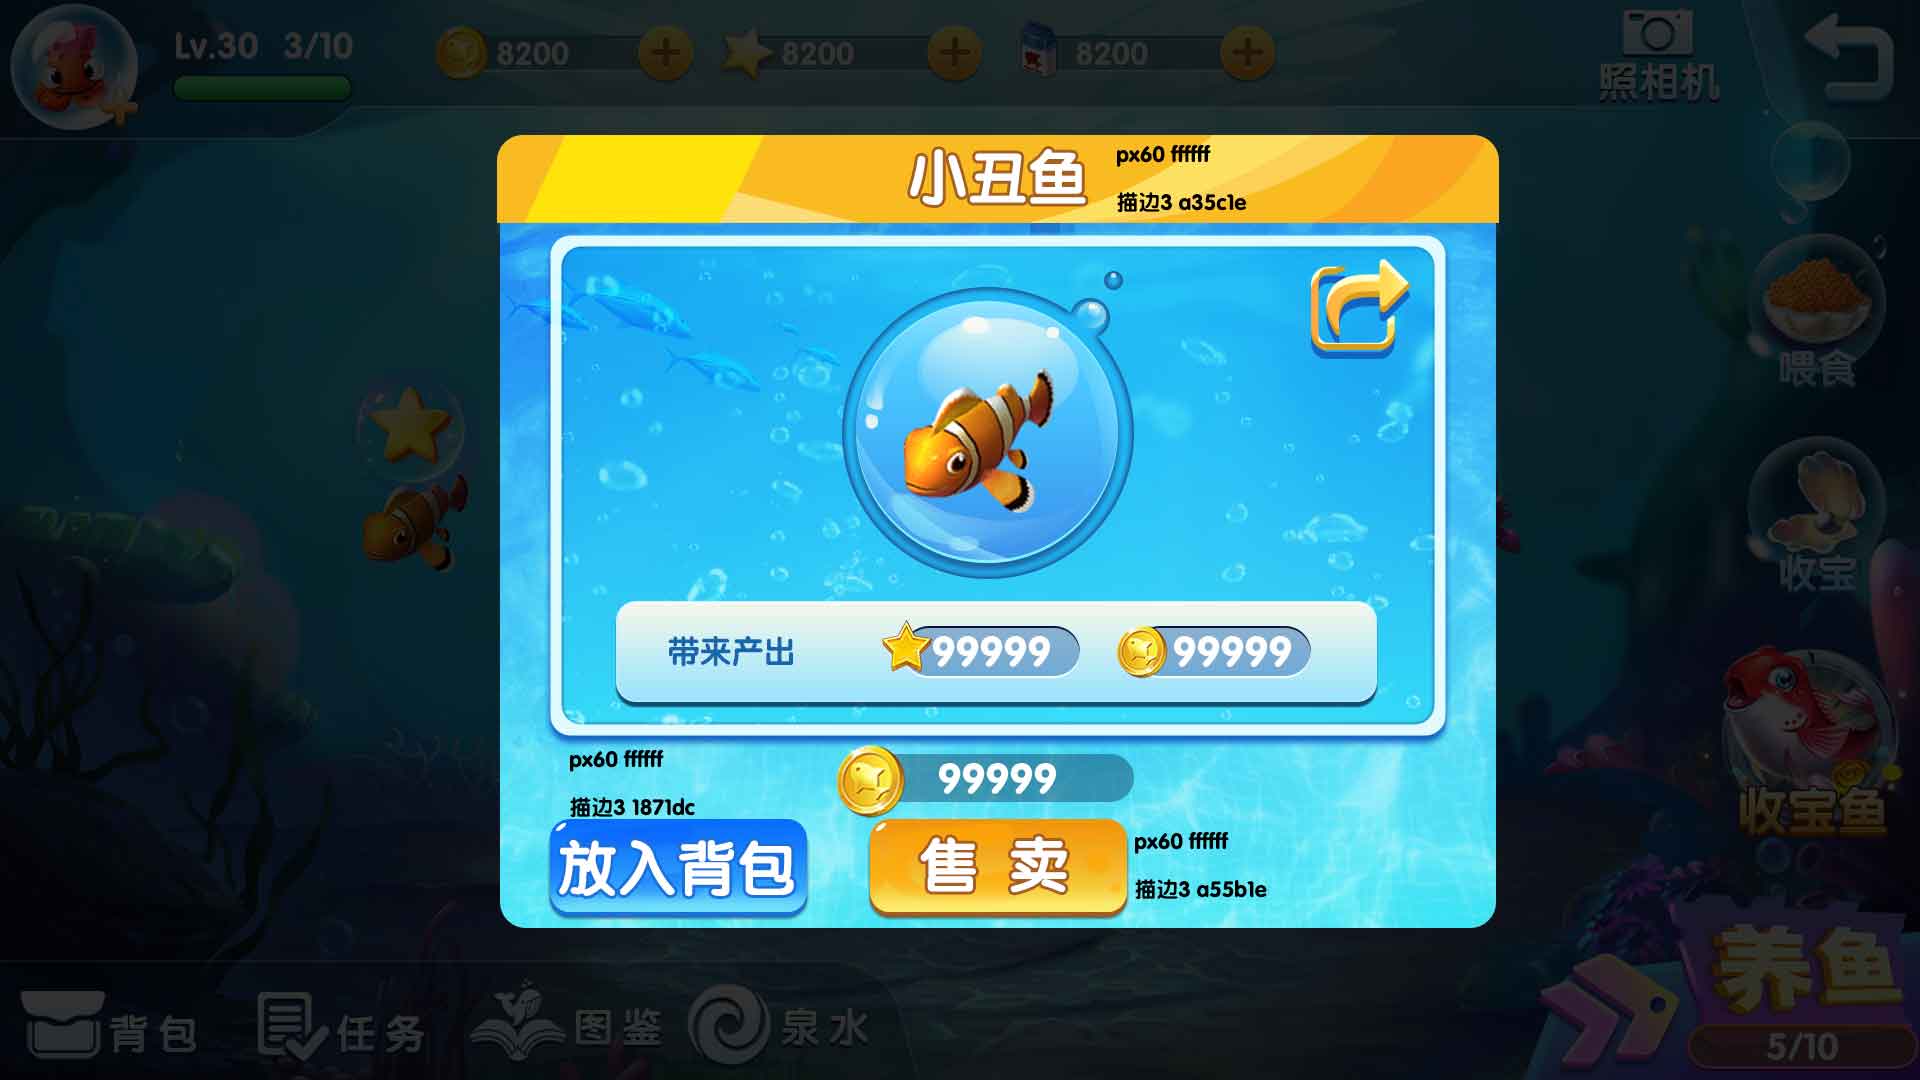 Lv.30 3/10
8200
8200
8200
照相机
小丑鱼
px60 ffffff
描边3 a35c1e
喂食
收宝
带来产出 99999 99999
px60 ffffff
描边3 1871dc
99999
放入背包
售 卖
px60 ffffff
描边3 a55b1e
收宝鱼
养鱼
5/10
背包
任务
图鉴
泉水